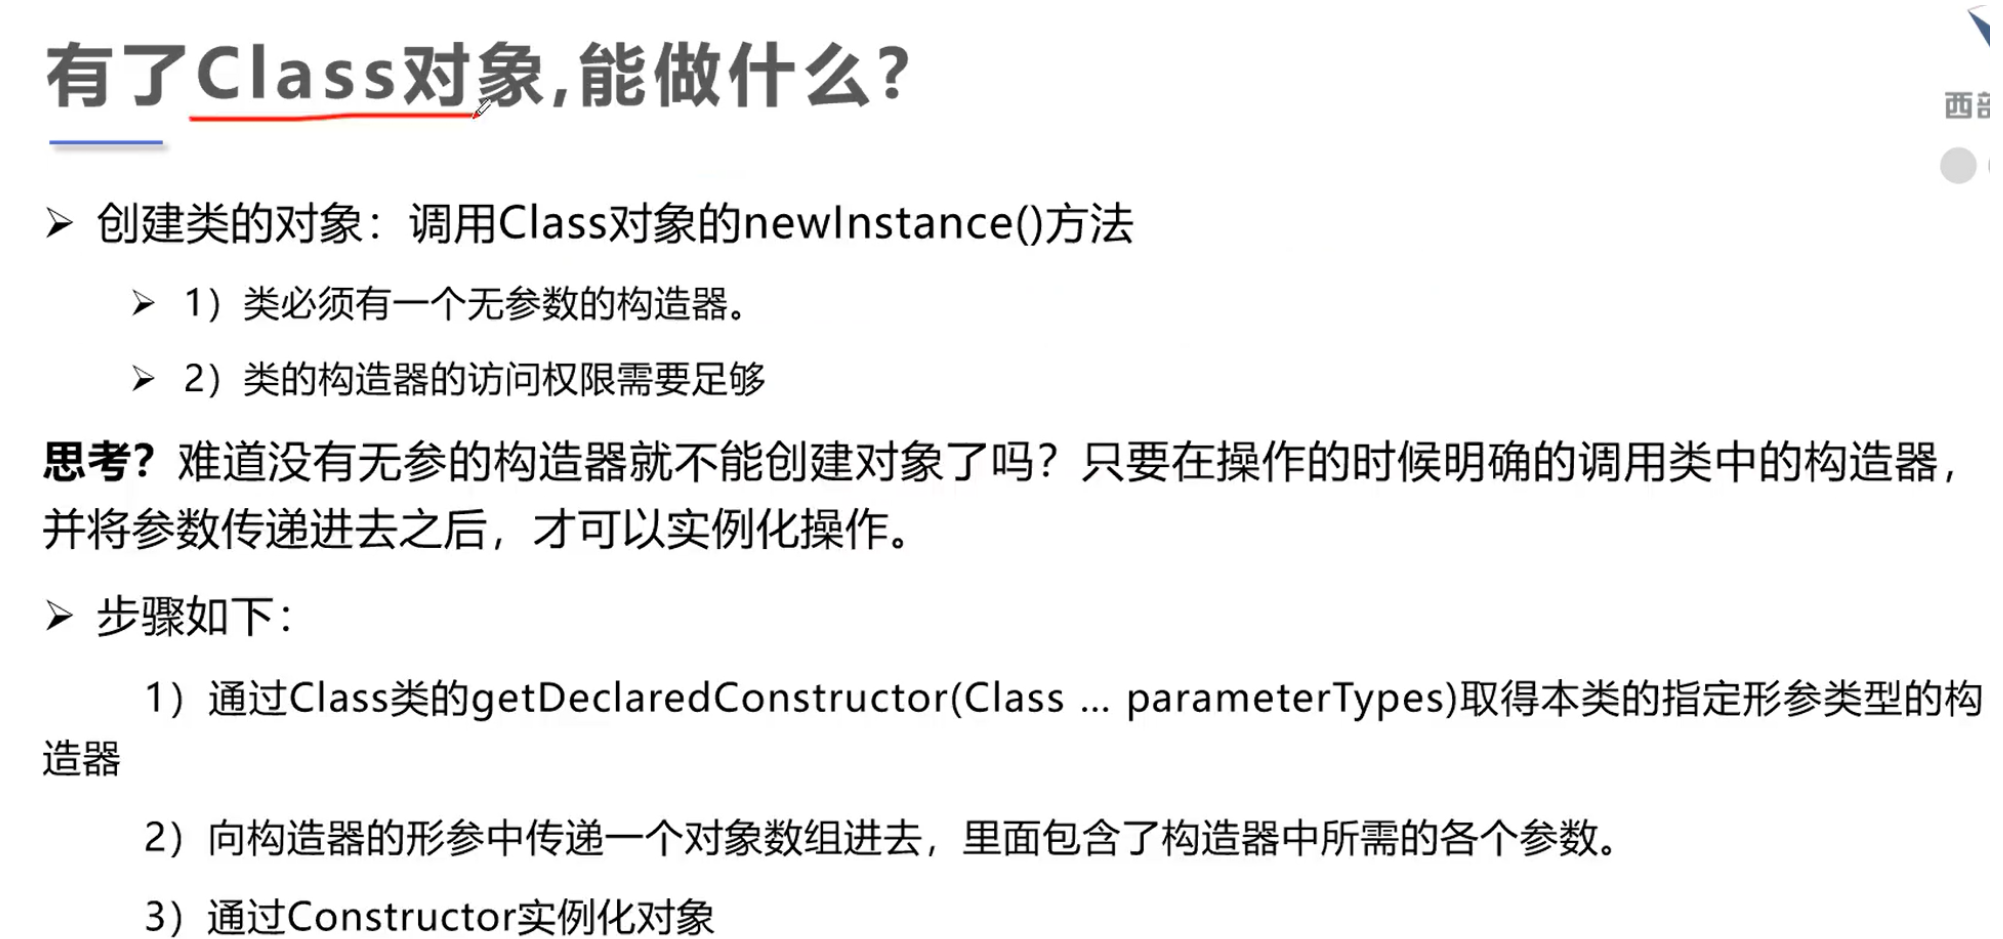 有了Class对象,能做什么?
西部
创建类的对象：调用Class对象的newInstance()方法
1）类必须有一个无参数的构造器。
2）类的构造器的访问权限需要足够
思考？难道没有无参的构造器就不能创建对象了吗？只要在操作的时候明确的调用类中的构造器，
并将参数传递进去之后，才可以实例化操作。
步骤如下：
1）通过Class类的getDeclaredConstructor(Class … parameterTypes)取得本类的指定形参类型的构
造器
2）向构造器的形参中传递一个对象数组进去，里面包含了构造器中所需的各个参数。
3）通过Constructor实例化对象